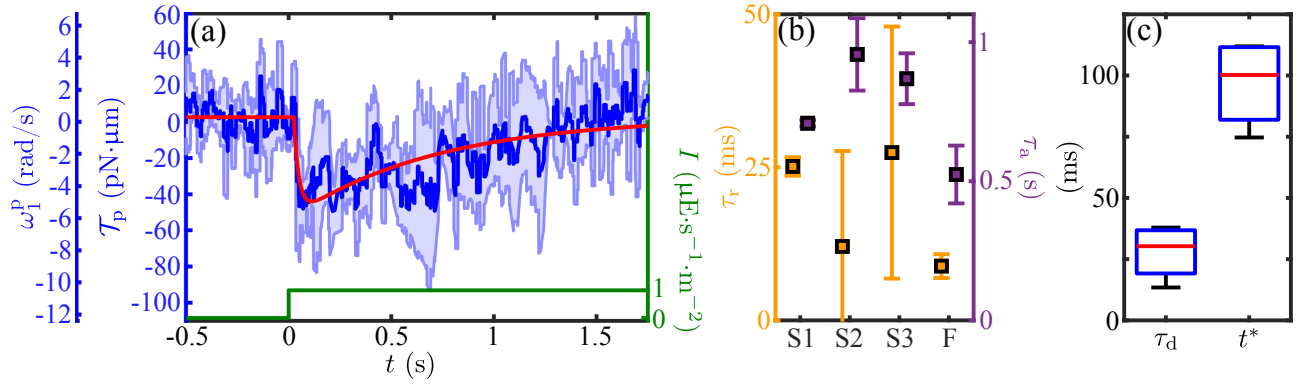 (a)
6
4
2
0
-2
-4
-6
-8
-10
-12
ω₁ᵖ (rad/s)
60
40
20
0
-20
-40
-60
-80
-100
𝒯ₚ (pN·μm)
-0.5
0
0.5
1
1.5
t (s)
1
0
I (μE·s⁻¹·m⁻²)
(b)
50
25
0
τᵣ (ms)
S1
S2
S3
F
1
0.5
0
τₐ (s)
(c)
100
50
0
(ms)
τ_d
t*